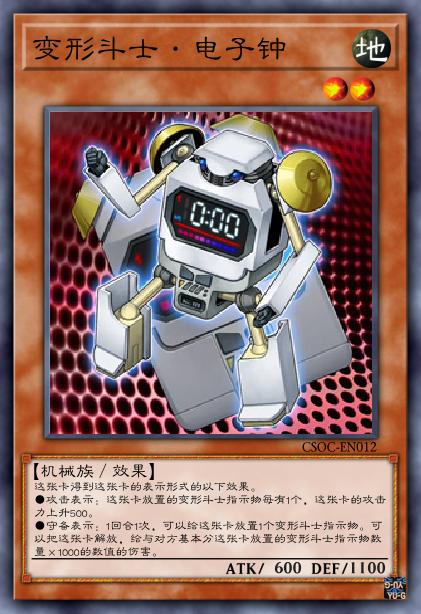 变形斗士·电子钟
地
0:00
CSOC-EN012
【机械族／效果】
这张卡得到这张卡的表示形式的以下效果。
●攻击表示：这张卡放置的变形斗士指示物每有1个，这张卡的攻击
力上升500。
●守备表示：1回合1次，可以给这张卡放置1个变形斗士指示物。可
以把这张卡解放，给与对方基本分这张卡放置的变形斗士指示物数
量×1000的数值的伤害。
ATK/ 600 DEF/1100